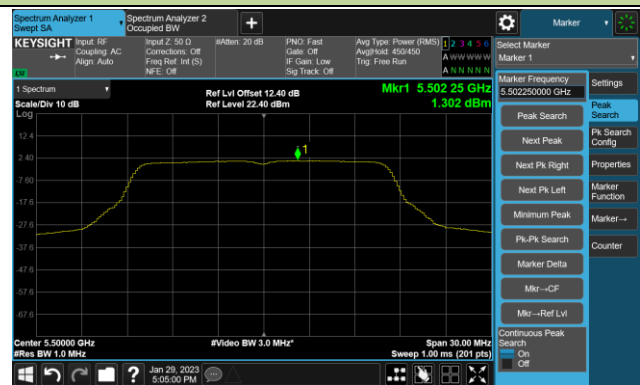 Spectrum Analyzer 1
Swept SA
Spectrum Analyzer 2
Occupied BW
Marker
KEYSIGHT
Input: RF
Coupling: AC
Align: Auto
Input Z: 50 Ω
Corrections: Off
Freq Ref: Int (S)
NFE: Off
#Atten: 20 dB
PNO: Fast
Gate: Off
IF Gain: Low
Sig Track: Off
Avg Type: Power (RMS)
Avg|Hold: 450/450
Trig: Free Run
1 2 3 4 5 6
A W W W W W
A N N N N N
Select Marker
Marker 1
1 Spectrum
Scale/Div 10 dB
Log
Ref Lvl Offset 12.40 dB
Ref Level 22.40 dBm
Mkr1 5.502 25 GHz
1.302 dBm
12.4
2.40
-7.60
-17.6
-27.6
-37.6
-47.6
-57.6
-67.6
1
Center 5.50000 GHz
#Res BW 1.0 MHz
#Video BW 3.0 MHz*
Span 30.00 MHz
Sweep 1.00 ms (201 pts)
Marker Frequency
5.502250000 GHz
Peak Search
Next Peak
Next Pk Right
Next Pk Left
Minimum Peak
Pk-Pk Search
Marker Delta
Mkr→CF
Mkr→Ref Lvl
Continuous Peak
Search
On
Off
Settings
Peak
Search
Pk Search
Config
Properties
Marker
Function
Marker→
Counter
?
Jan 29, 2023
5:05:00 PM